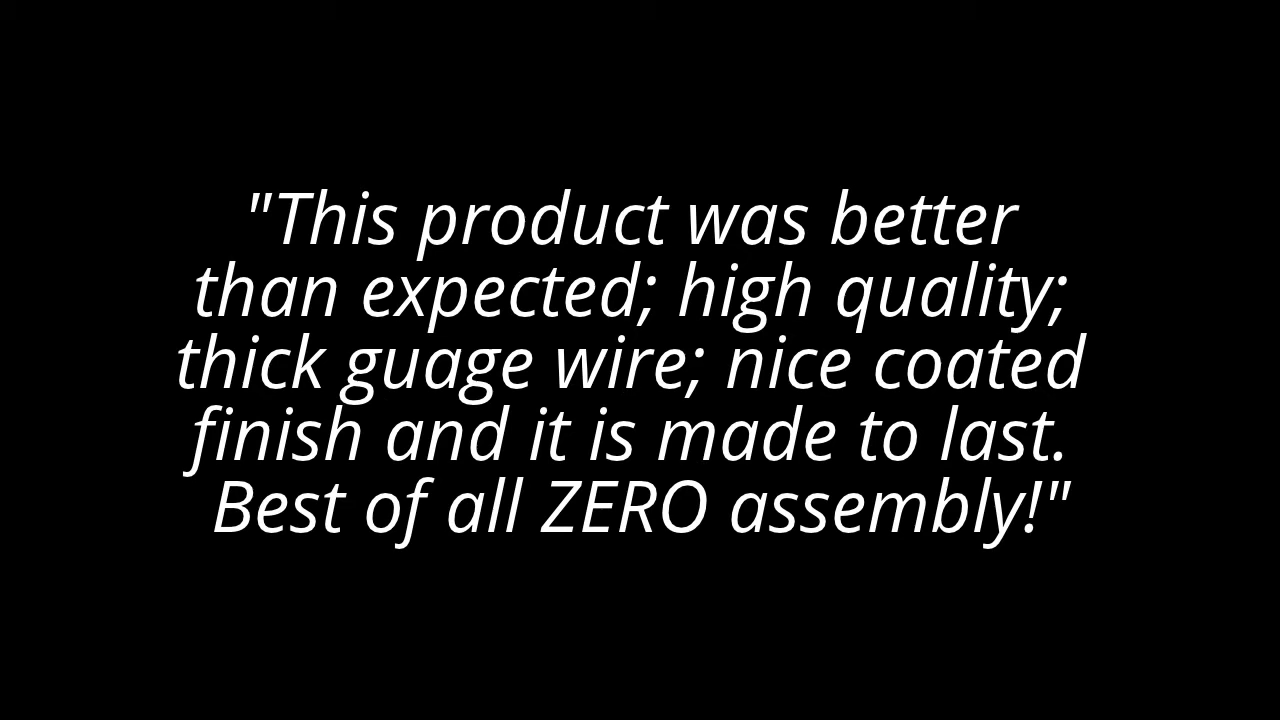 "This product was better
than expected; high quality;
thick guage wire; nice coated
finish and it is made to last.
Best of all ZERO assembly!"